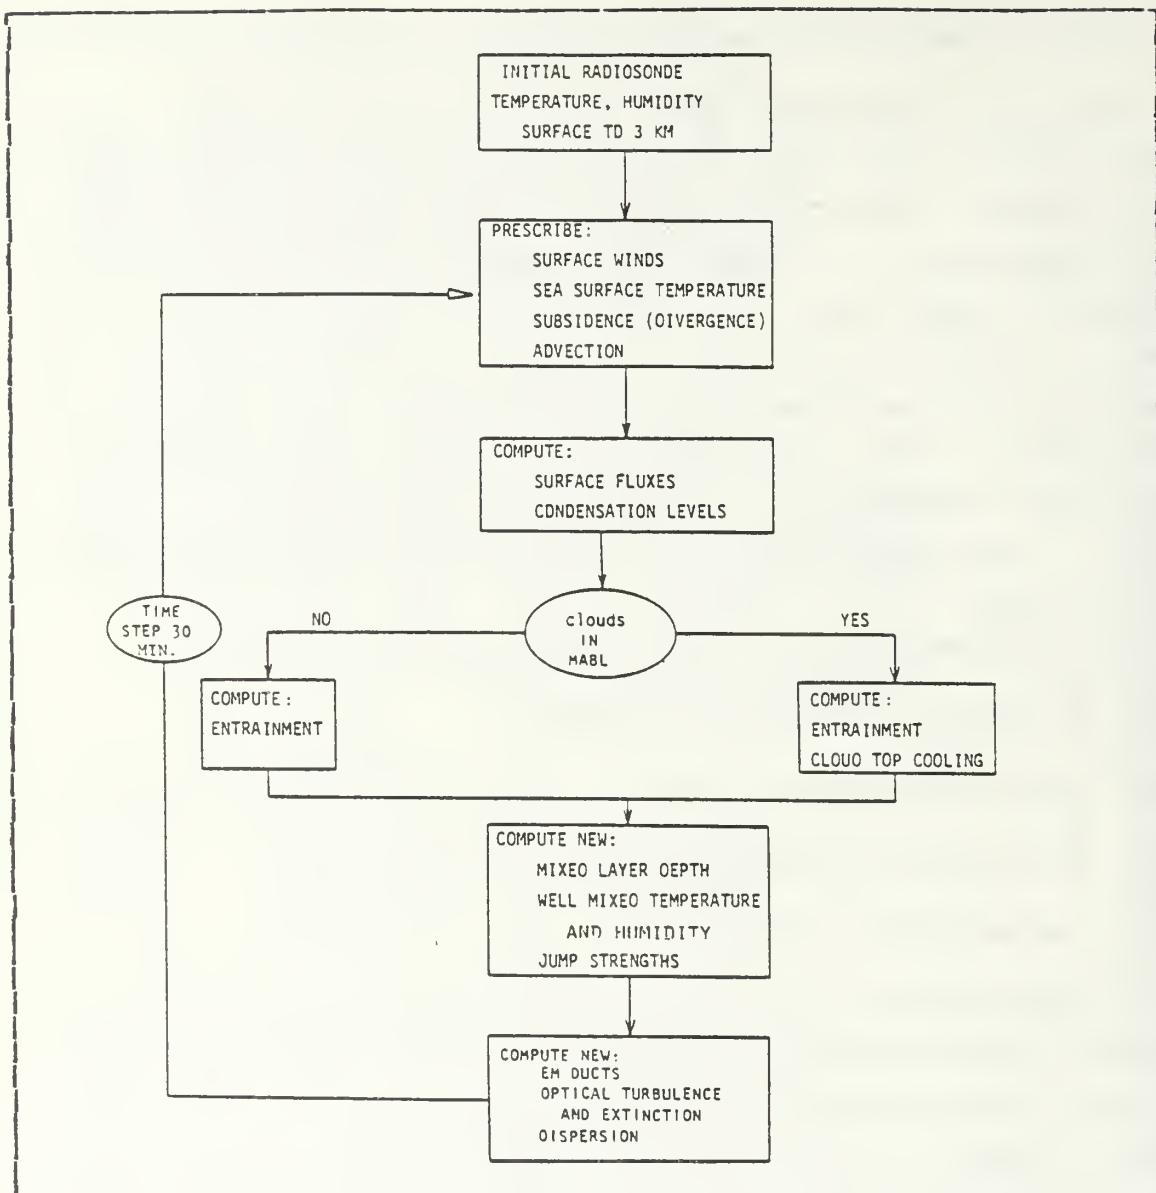 INITIAL RADIOSONDE
TEMPERATURE, HUMIDITY
SURFACE TD 3 KM
PRESCRIBE:
SURFACE WINDS
SEA SURFACE TEMPERATURE
SUBSIDENCE (OIVERGENCE)
ADVECTION
COMPUTE:
SURFACE FLUXES
CDNDENSATION LEVELS
TIME
STEP 30
MIN.
NO
clouds
IN
MABL
YES
COMPUTE:
ENTRAINMENT
COMPUTE:
ENTRAINMENT
CLOUO TOP COOLING
COMPUTE NEW:
MIXEO LAYER OEPTH
WELL MIXEO TEMPERATURE
AND HUMIDITY
JUMP STRENGTHS
COMPUTE NEW:
EM DUCTS
OPTICAL TURBULENCE
AND EXTINCTION
OISPERSION